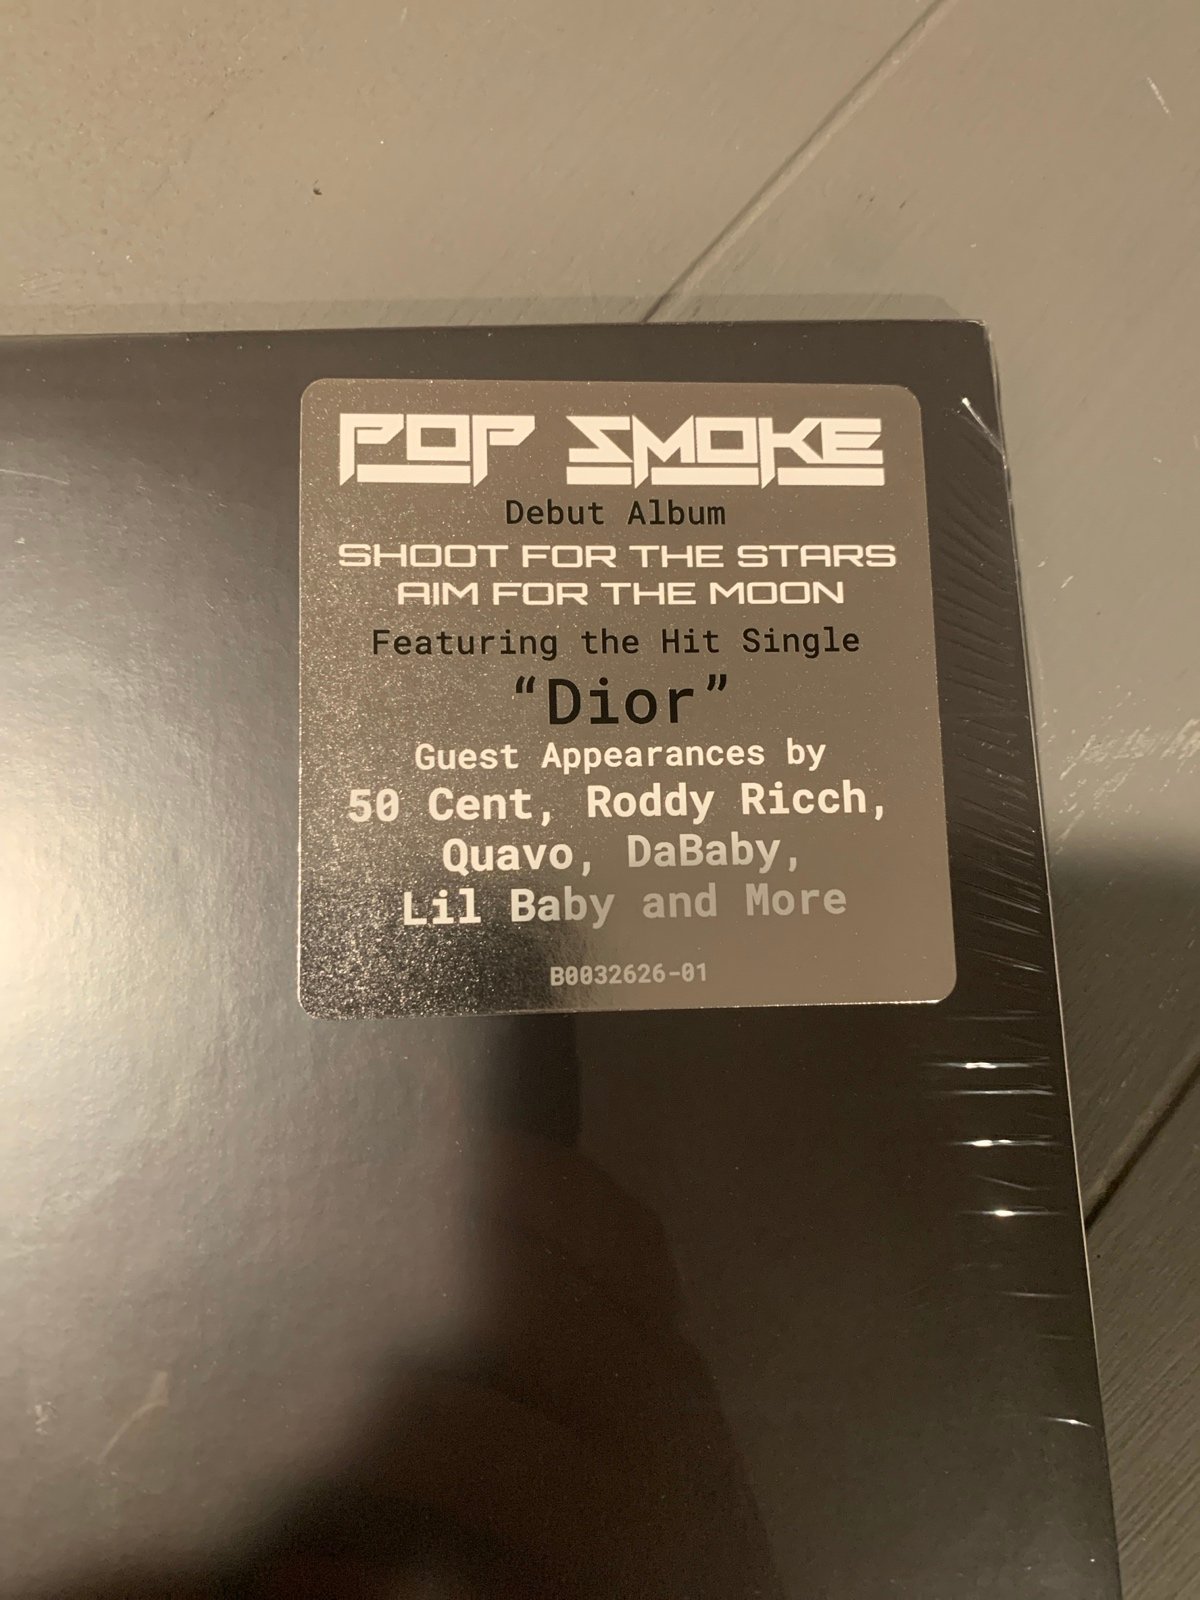 POP SMOKE
Debut Album
SHOOT FOR THE STARS
AIM FOR THE MOON
Featuring the Hit Single
“Dior”
Guest Appearances by
50 Cent, Roddy Ricch,
Quavo, DaBaby,
Lil Baby and More
B0032626-01